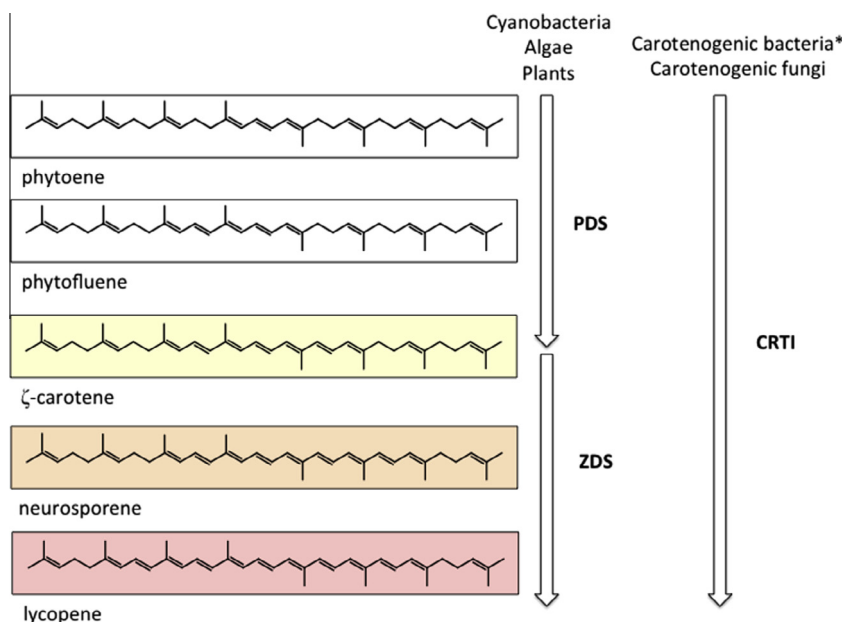 Cyanobacteria
Algae
Plants
Carotenogenic bacteria*
Carotenogenic fungi
phytoene
PDS
phytofluene
CRTI
ζ-carotene
ZDS
neurosporene
lycopene